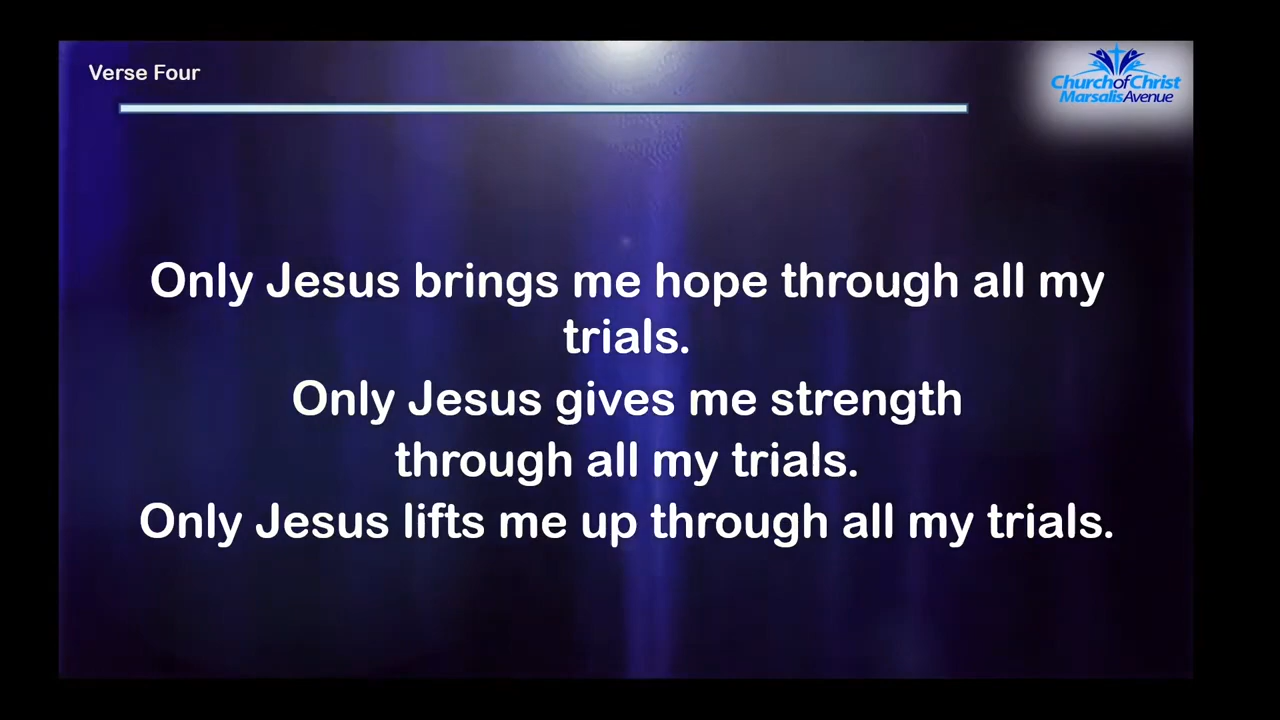 Verse Four
Church of Christ
Marsalis Avenue
Only Jesus brings me hope through all my
trials.
Only Jesus gives me strength
through all my trials.
Only Jesus lifts me up through all my trials.